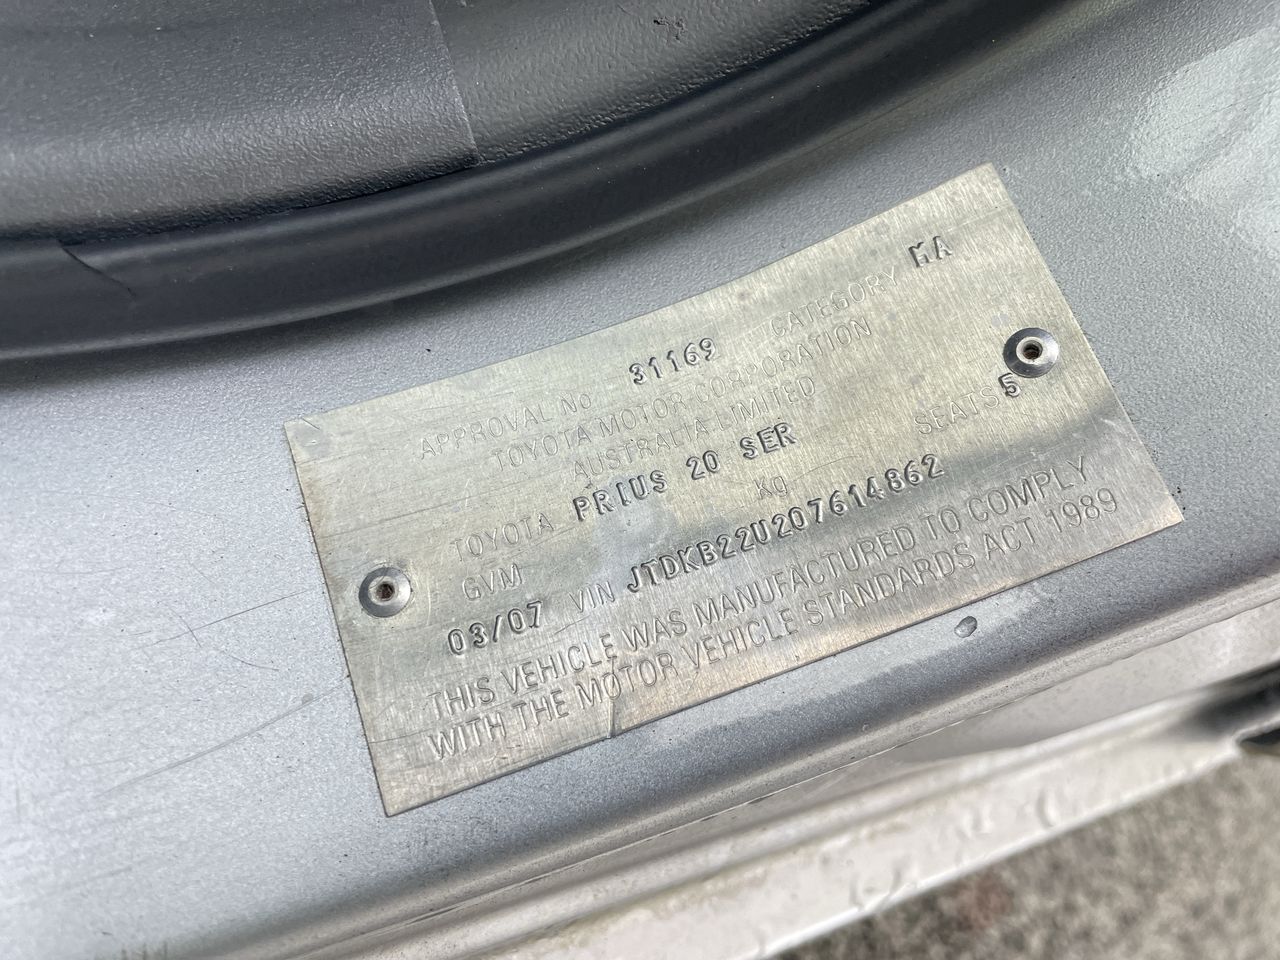 APPROVAL NO 31169 CATEGORY MA
TOYOTA MOTOR CORPORATION
AUSTRALIA LIMITED
TOYOTA PRIUS 20 SER SEATS 5
GVM Kg
03/07 VIN JTDKB22U207614862
THIS VEHICLE WAS MANUFACTURED TO COMPLY
WITH THE MOTOR VEHICLE STANDARDS ACT 1989